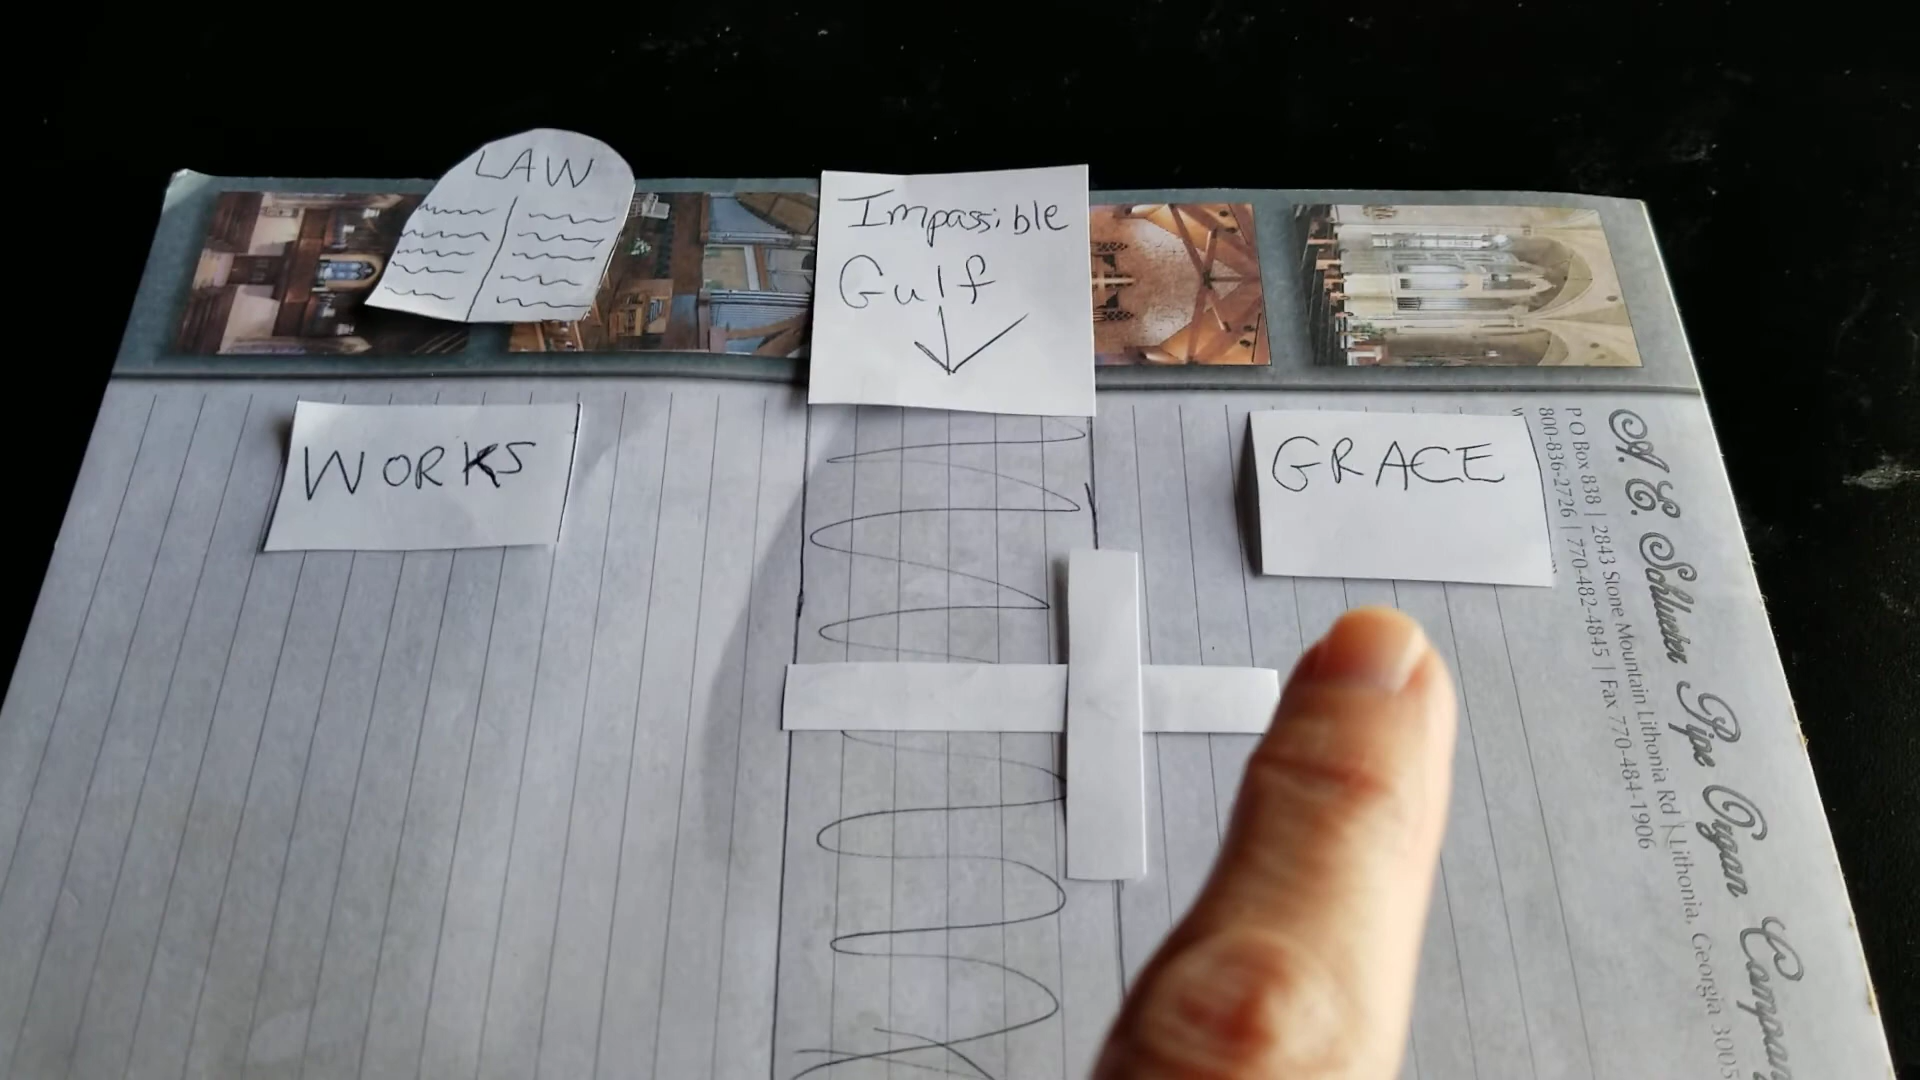 LAW
Impassible
Gulf
WORKS
GRACE
A. E. Schlueter Pipe Organ Company
P O Box 838 | 2843 Stone Mountain Lithonia Rd | Lithonia, Georgia 3005
800-836-2726 | 770-482-4845 | Fax 770-484-1906